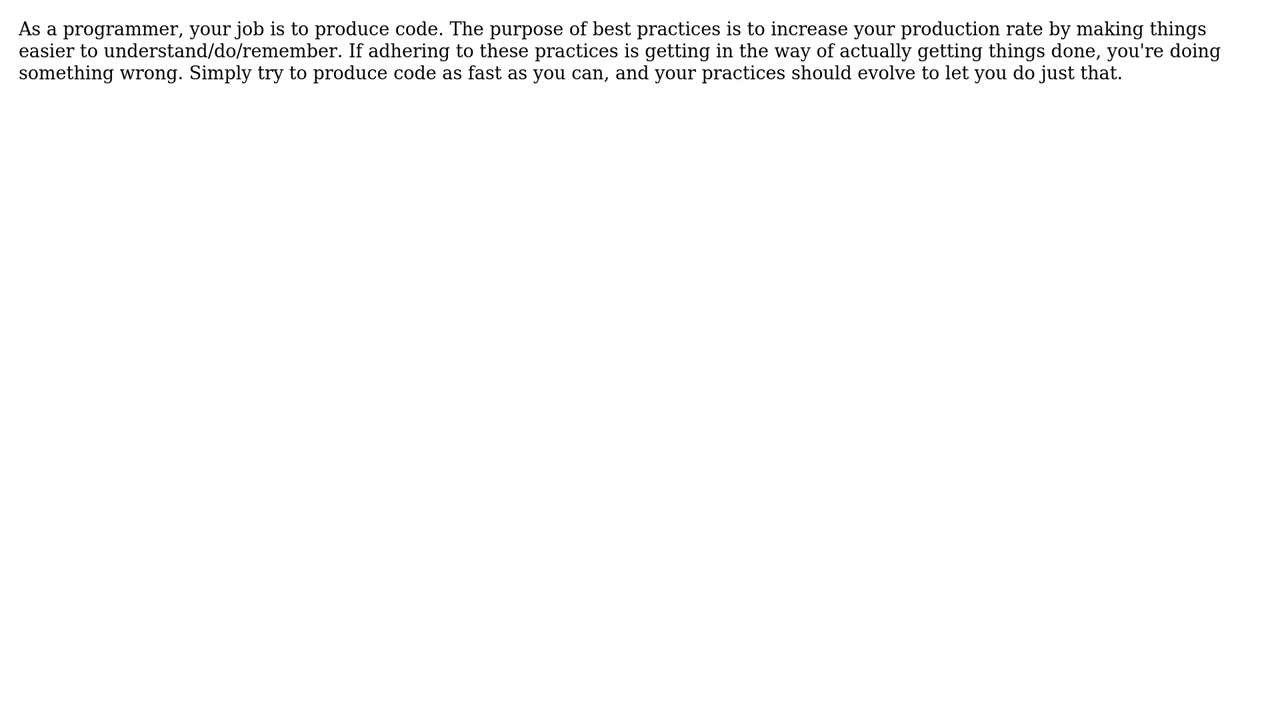 As a programmer, your job is to produce code. The purpose of best practices is to increase your production rate by making things
easier to understand/do/remember. If adhering to these practices is getting in the way of actually getting things done, you're doing
something wrong. Simply try to produce code as fast as you can, and your practices should evolve to let you do just that.